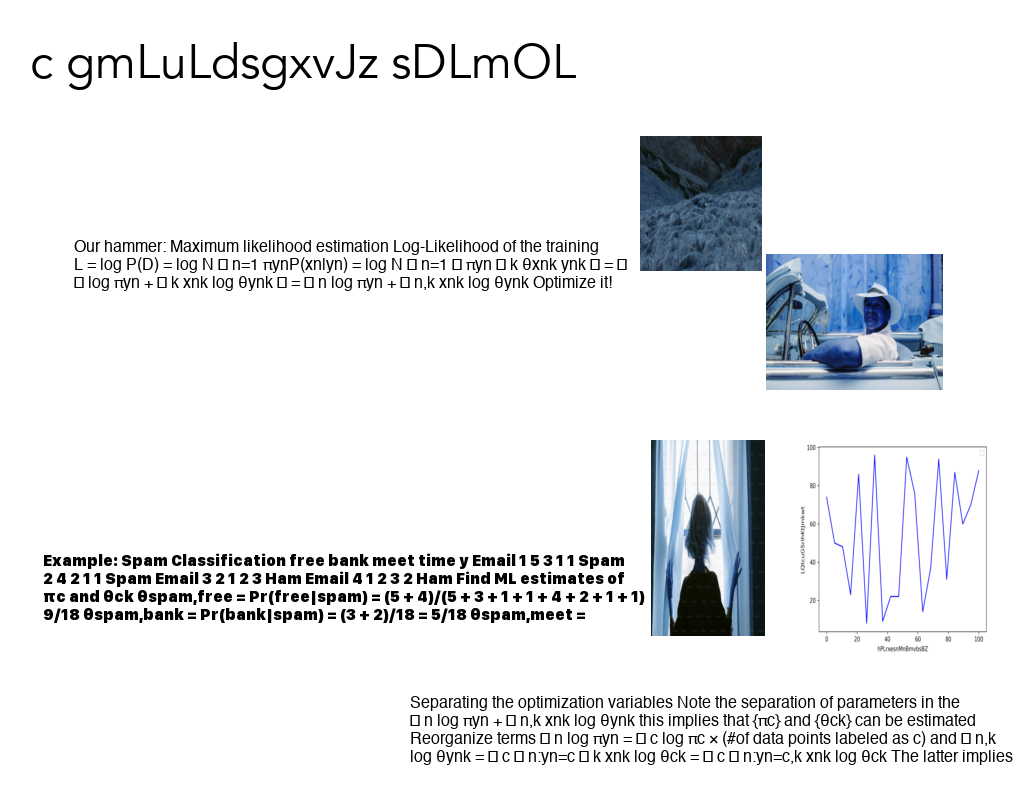 c gmLuLdsgxvJz sDLmOL
Our hammer: Maximum likelihood estimation Log-Likelihood of the training
L = log P(D) = log N □ n=1 πynP(xn|yn) = log N □ n=1 □ πyn □ k θxnk ynk □ = □
□ log πyn + □ k xnk log θynk □ = □ n log πyn + □ n,k xnk log θynk Optimize it!
Example: Spam Classification free bank meet time y Email 1 5 3 1 1 Spam
2 4 2 1 1 Spam Email 3 2 1 2 3 Ham Email 4 1 2 3 2 Ham Find ML estimates of
πc and θck θspam,free = Pr(free|spam) = (5 + 4)/(5 + 3 + 1 + 1 + 4 + 2 + 1 + 1)
9/18 θspam,bank = Pr(bank|spam) = (3 + 2)/18 = 5/18 θspam,meet =
100
80
60
40
20
0 20 40 60 80 100
Separating the optimization variables Note the separation of parameters in the
□ n log πyn + □ n,k xnk log θynk this implies that {πc} and {θck} can be estimated
Reorganize terms □ n log πyn = □ c log πc × (#of data points labeled as c) and □ n,k
log θynk = □ c □ n:yn=c □ k xnk log θck = □ c □ n:yn=c,k xnk log θck The latter implies